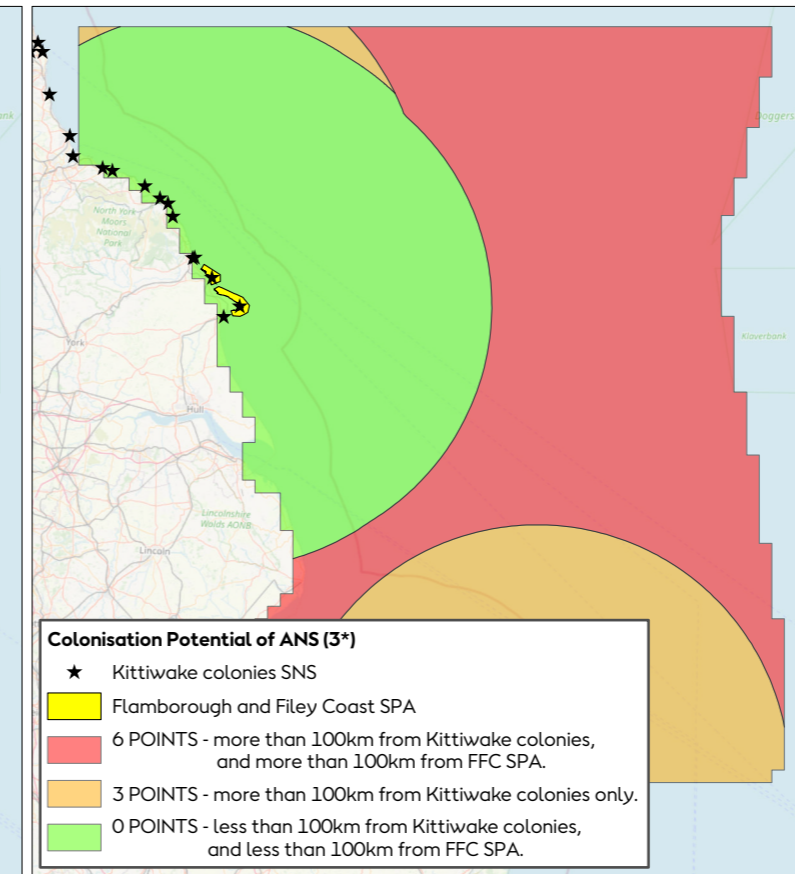 ank
Doggers
North York
Moors
National
Park
York
Klaverbank
Hull
Lincolnshire
Wolds AONB
Lincoln
Colonisation Potential of ANS (3*)
Kittiwake colonies SNS
Flamborough and Filey Coast SPA
6 POINTS - more than 100km from Kittiwake colonies,
and more than 100km from FFC SPA.
3 POINTS - more than 100km from Kittiwake colonies only.
0 POINTS - less than 100km from Kittiwake colonies,
and less than 100km from FFC SPA.